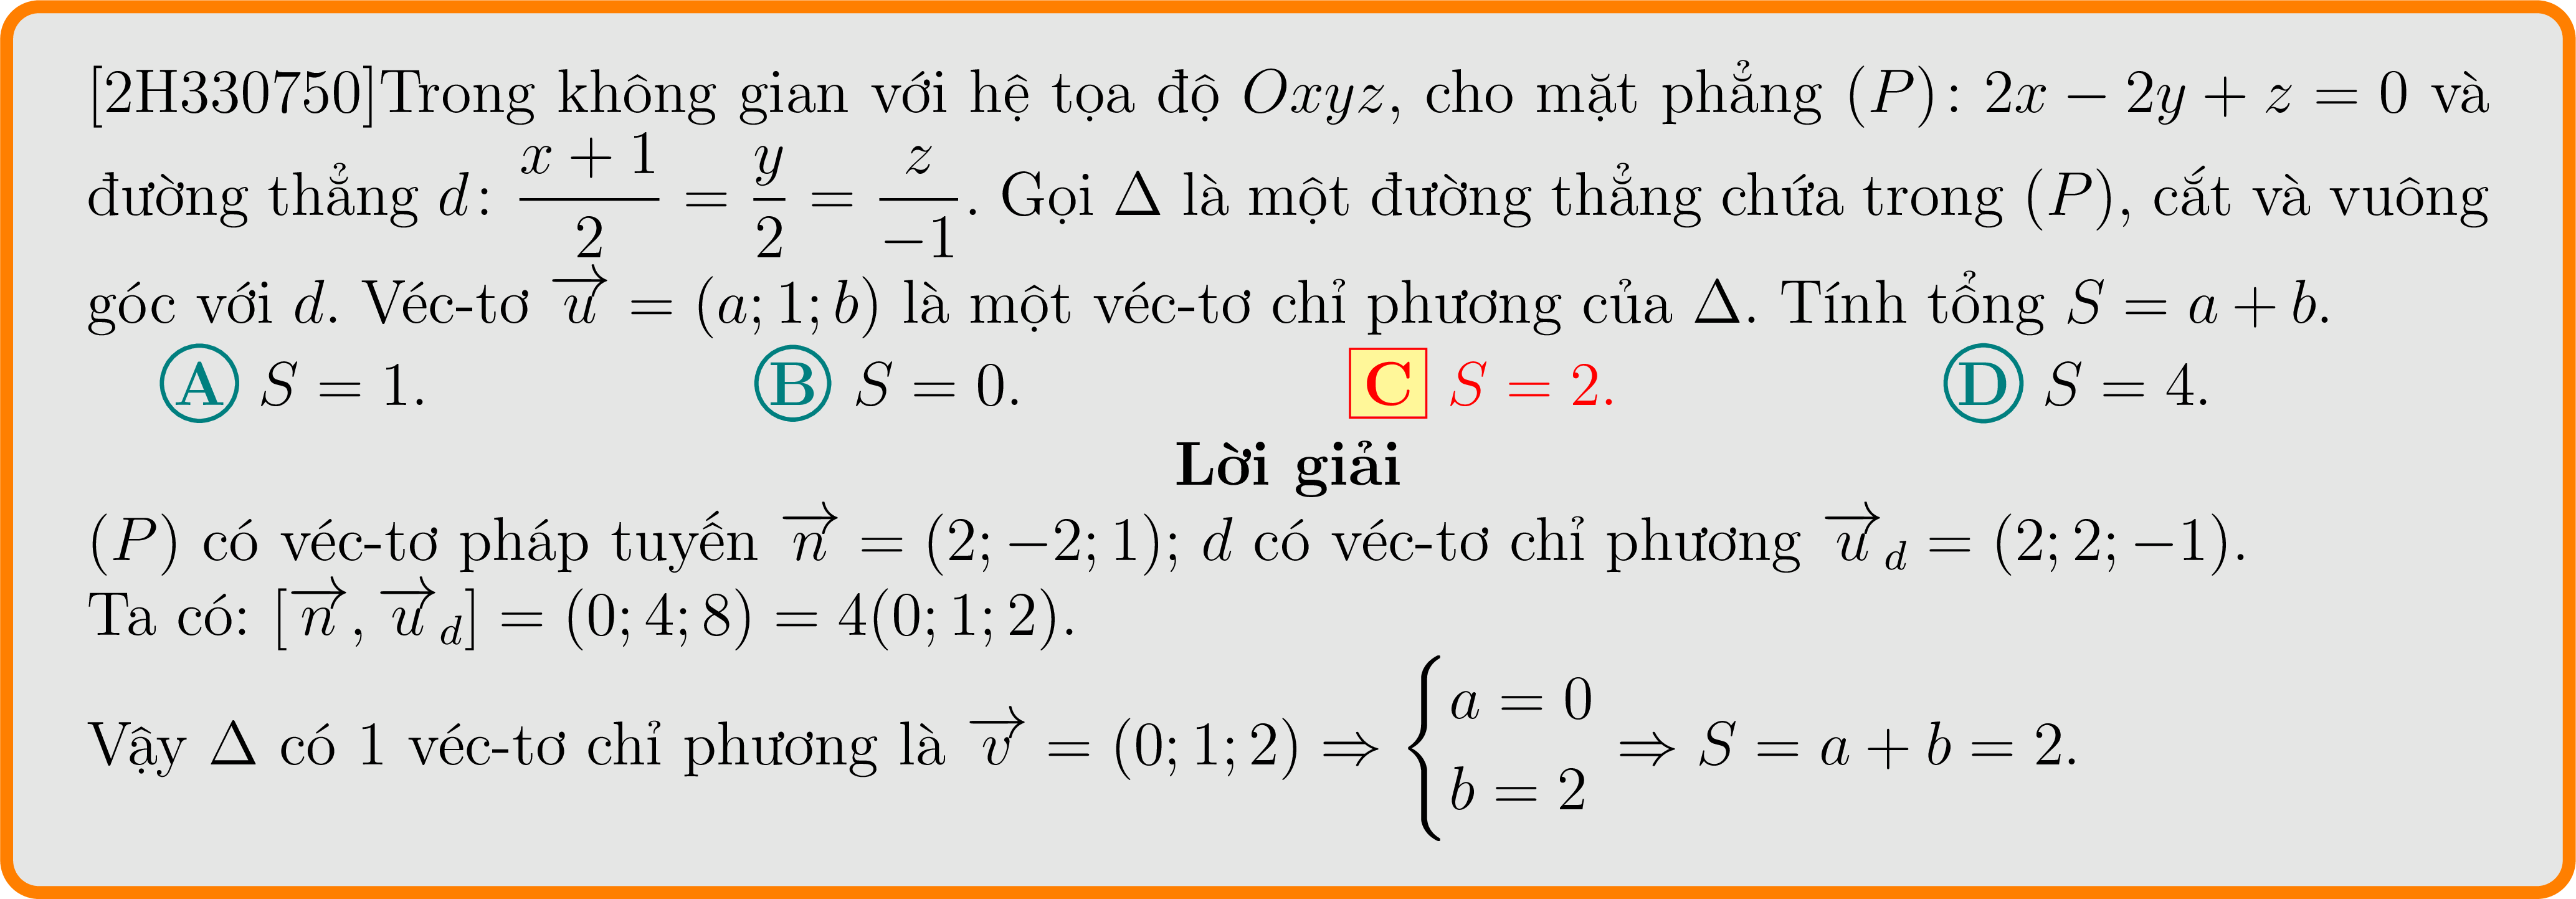 [2H330750]Trong không gian với hệ tọa độ $Oxyz$, cho mặt phẳng $(P)\colon 2x - 2y + z = 0$ và
đường thẳng $d\colon \dfrac{x+1}{2} = \dfrac{y}{2} = \dfrac{z}{-1}$. Gọi $\Delta$ là một đường thẳng chứa trong $(P)$, cắt và vuông
góc với $d$. Véc-tơ $\overrightarrow{u} = (a; 1; b)$ là một véc-tơ chỉ phương của $\Delta$. Tính tổng $S = a + b$.
A $S = 1$. B $S = 0$. C $S = 2$. D $S = 4$.
Lời giải
$(P)$ có véc-tơ pháp tuyến $\overrightarrow{n} = (2; -2; 1)$; $d$ có véc-tơ chỉ phương $\overrightarrow{u}_d = (2; 2; -1)$.
Ta có: $[\overrightarrow{n}, \overrightarrow{u}_d] = (0; 4; 8) = 4(0; 1; 2)$.
Vậy $\Delta$ có 1 véc-tơ chỉ phương là $\overrightarrow{v} = (0; 1; 2) \Rightarrow \begin{cases} a = 0 \\ b = 2 \end{cases} \Rightarrow S = a + b = 2$.